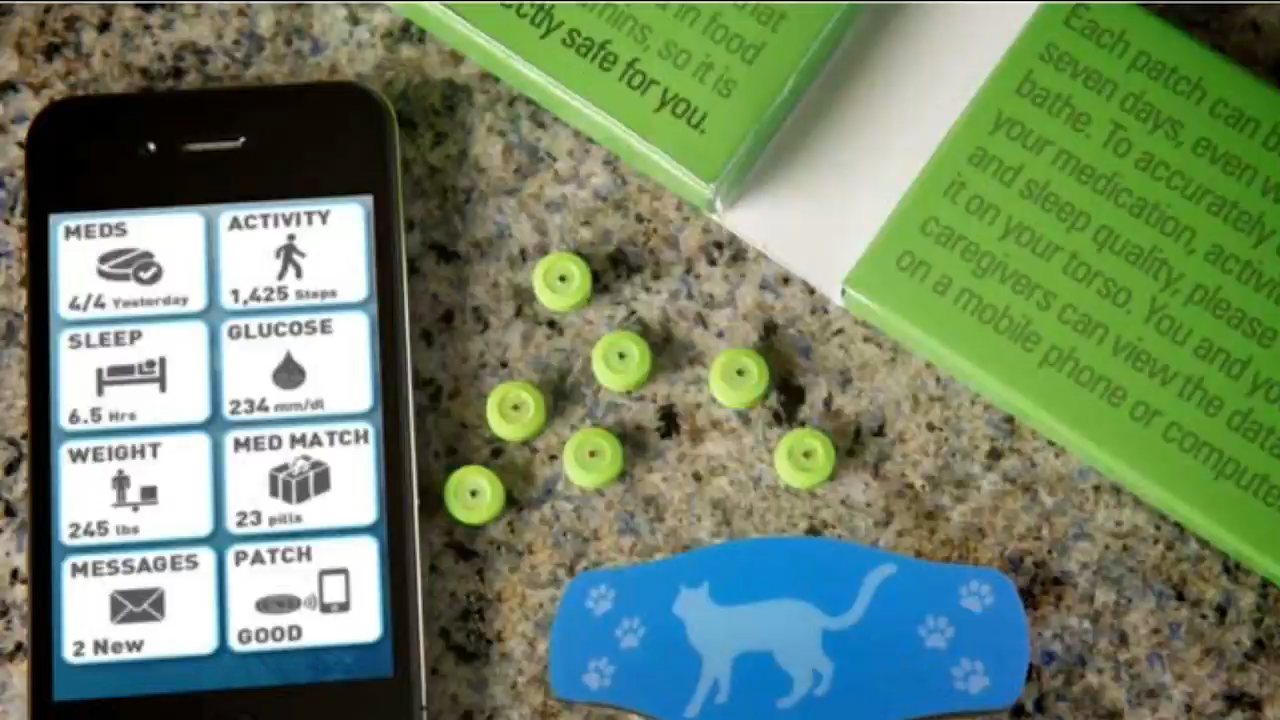 MEDS
4/4 Yesterday
ACTIVITY
1,425 Steps
SLEEP
6.5 Hrs
GLUCOSE
234 mm/dl
WEIGHT
245 lbs
MED MATCH
23 pills
MESSAGES
2 New
PATCH
GOOD
in food
so it is
safe for you.
Each patch can
seven days, even
bathe. To accurately
your medication,
and sleep quality, please
it on your torso. You and
caregivers can view the data
on a mobile phone or